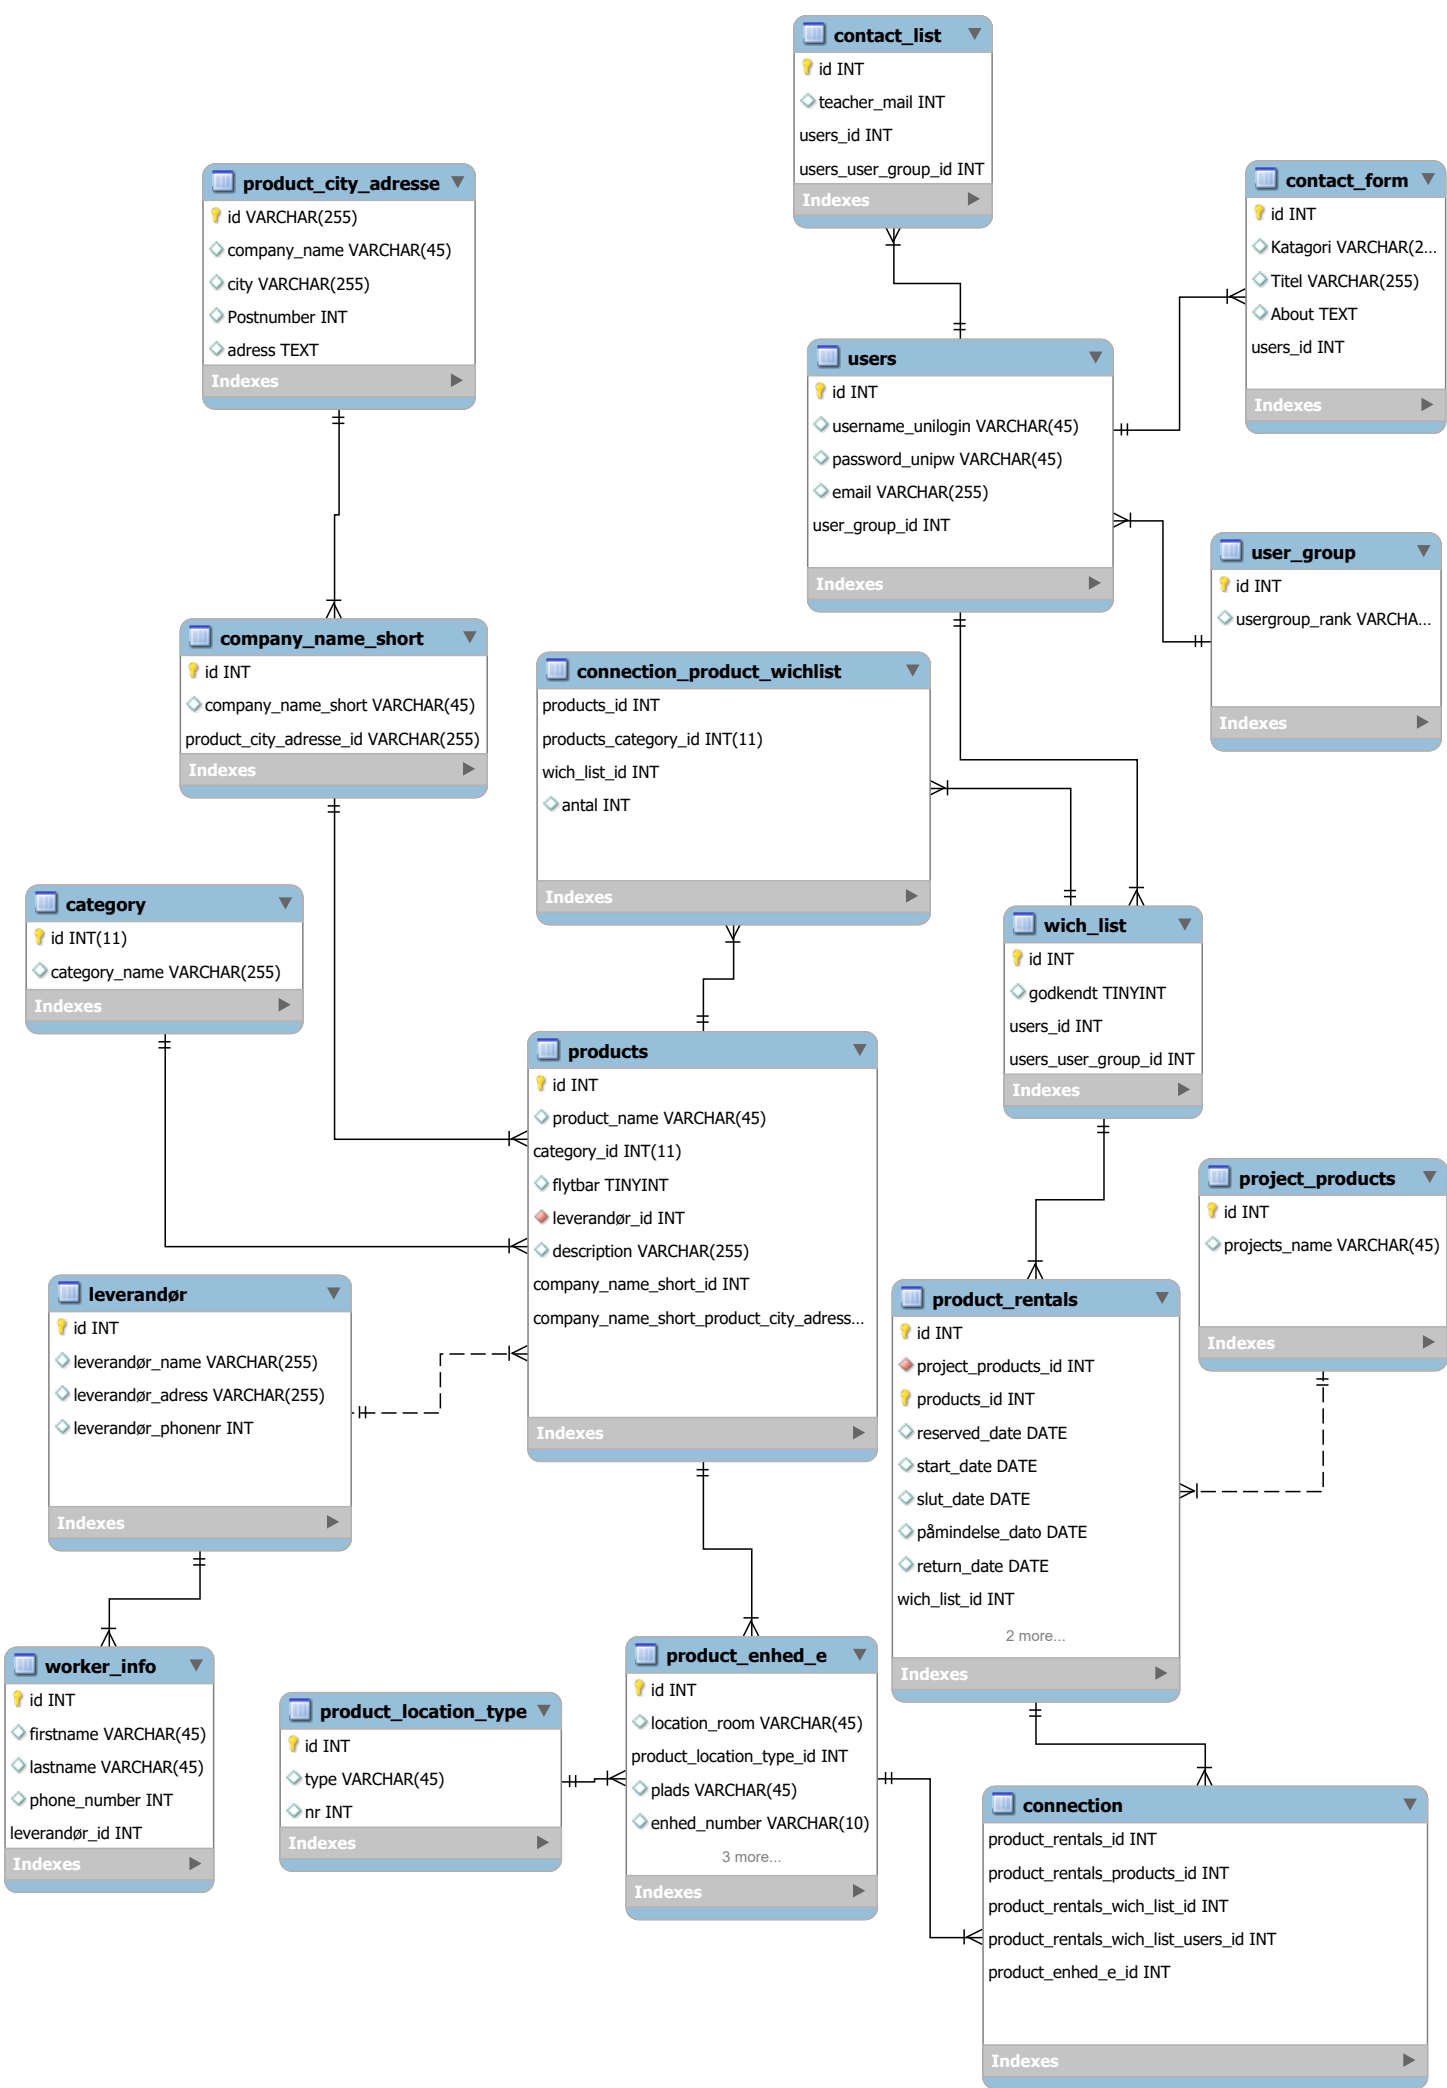 contact_list
id INT
teacher_mail INT
users_id INT
users_user_group_id INT
Indexes
product_city_adresse
id VARCHAR(255)
company_name VARCHAR(45)
city VARCHAR(255)
Postnumber INT
adress TEXT
Indexes
contact_form
id INT
Katagori VARCHAR(2...
Titel VARCHAR(255)
About TEXT
users_id INT
Indexes
users
id INT
username_unilogin VARCHAR(45)
password_unipw VARCHAR(45)
email VARCHAR(255)
user_group_id INT
Indexes
user_group
id INT
usergroup_rank VARCHA...
Indexes
company_name_short
id INT
company_name_short VARCHAR(45)
product_city_adresse_id VARCHAR(255)
Indexes
connection_product_wichlist
products_id INT
products_category_id INT(11)
wich_list_id INT
antal INT
Indexes
category
id INT(11)
category_name VARCHAR(255)
Indexes
wich_list
id INT
godkendt TINYINT
users_id INT
users_user_group_id INT
Indexes
products
id INT
product_name VARCHAR(45)
category_id INT(11)
flytbar TINYINT
leverandør_id INT
description VARCHAR(255)
company_name_short_id INT
company_name_short_product_city_adress...
Indexes
project_products
id INT
projects_name VARCHAR(45)
Indexes
leverandør
id INT
leverandør_name VARCHAR(255)
leverandør_adress VARCHAR(255)
leverandør_phonenr INT
Indexes
product_rentals
id INT
project_products_id INT
products_id INT
reserved_date DATE
start_date DATE
slut_date DATE
påmindelse_dato DATE
return_date DATE
wich_list_id INT
2 more...
Indexes
worker_info
id INT
firstname VARCHAR(45)
lastname VARCHAR(45)
phone_number INT
leverandør_id INT
Indexes
product_location_type
id INT
type VARCHAR(45)
nr INT
Indexes
product_enhed_e
id INT
location_room VARCHAR(45)
product_location_type_id INT
plads VARCHAR(45)
enhed_number VARCHAR(10)
3 more...
Indexes
connection
product_rentals_id INT
product_rentals_products_id INT
product_rentals_wich_list_id INT
product_rentals_wich_list_users_id INT
product_enhed_e_id INT
Indexes